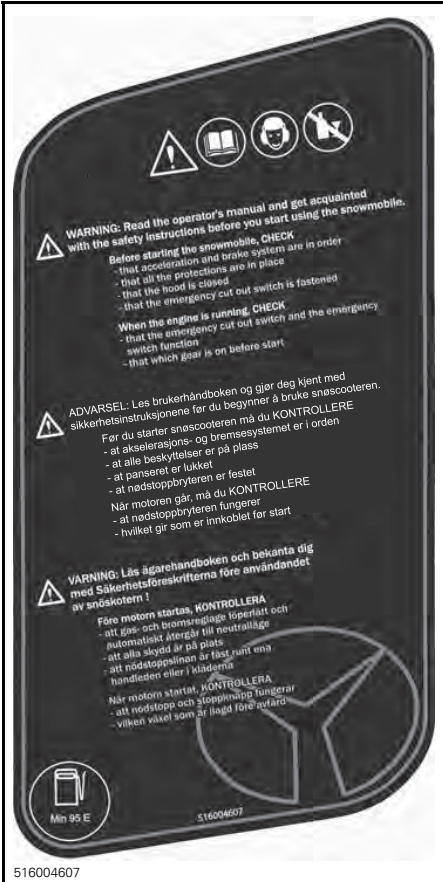 WARNING: Read the operator's manual and get acquainted
with the safety instructions before you start using the snowmobile.
Before starting the snowmobile, CHECK
- that acceleration and brake system are in order
- that all the protections are in place
- that the hood is closed
- that the emergency cut out switch is fastened
When the engine is running, CHECK
- that the emergency cut out switch and the emergency
switch function
- that which gear is on before start
ADVARSEL: Les brukerhåndboken og gjør deg kjent med
sikkerhetsinstruksjonene før du begynner å bruke snøscooteren.
Før du starter snøscooteren må du KONTROLLERE
- at akselerasjons- og bremsesystemet er i orden
- at alle beskyttelser er på plass
- at panseret er lukket
- at nødstoppbryteren er festet
Når motoren går, må du KONTROLLERE
- at nødstoppbryteren fungerer
- hvilket gir som er innkoblet før start
VARNING: Läs ägarehandboken och bekanta dig
med Säkerhetsföreskrifterna före användandet
av snöskotern !
Före motorn startas, KONTROLLERA
- att gas- och bromsreglage löperlätt och
automatiskt återgår till neutralläge
- att alla skydd är på plats
- att nödstoppslinan är fäst runt ena
handleden eller i kläderna
När motorn startat, KONTROLLERA
- att nödstopp och stoppknapp fungerar
- vilken växel som är ilagd före avfärd
Min 95 E
516004607
516004607